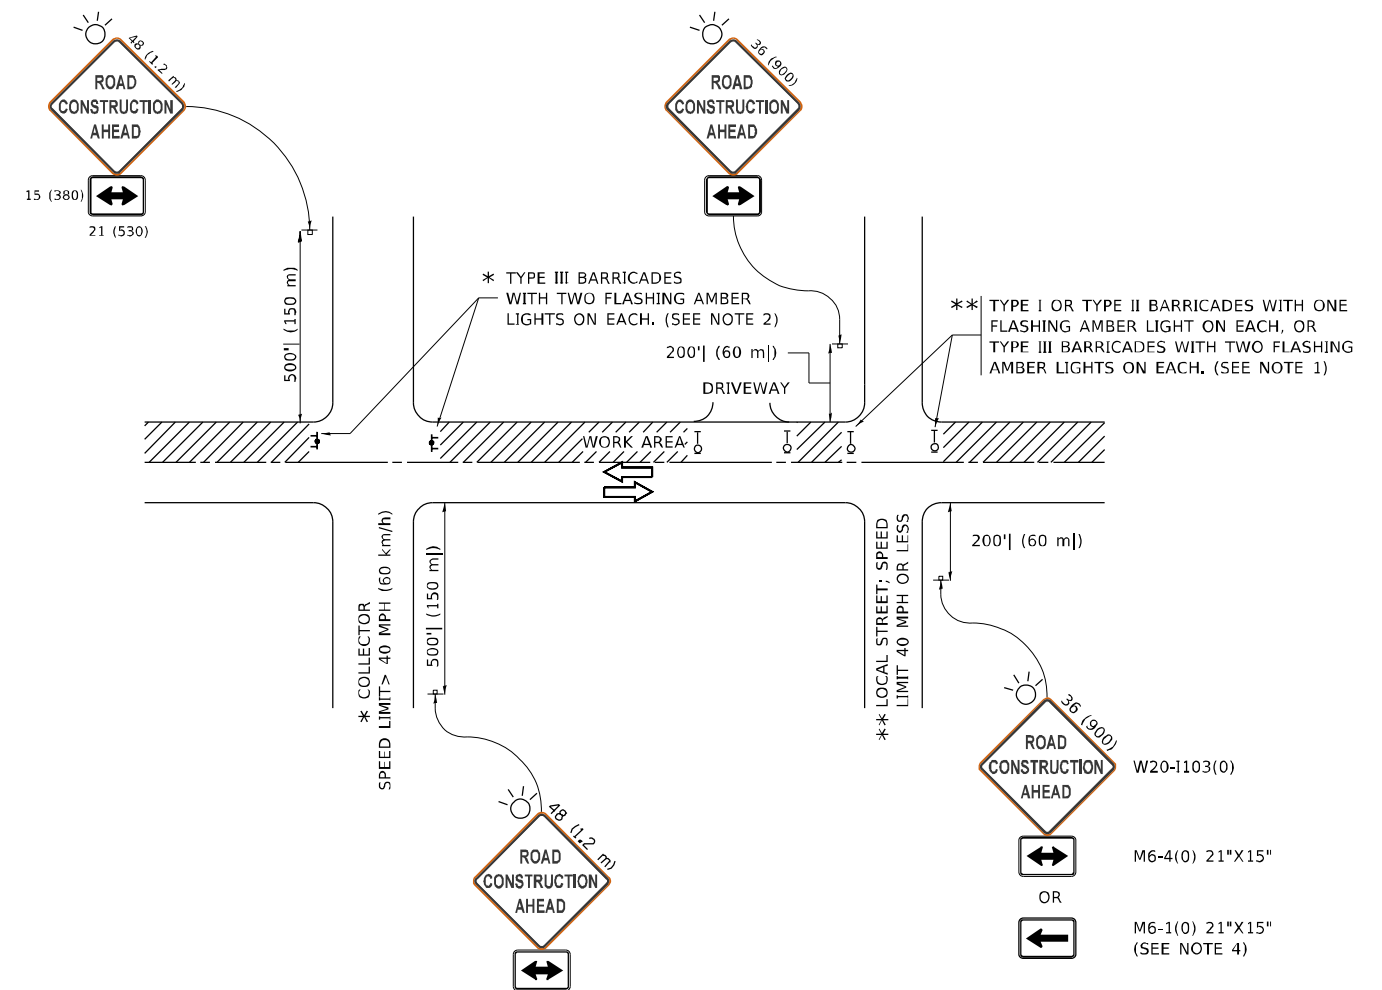 48 (1.2 m)
ROAD
CONSTRUCTION
AHEAD
15 (380)
21 (530)
36 (900)
ROAD
CONSTRUCTION
AHEAD
500'| (150 m)
* TYPE III BARRICADES
WITH TWO FLASHING AMBER
LIGHTS ON EACH. (SEE NOTE 2)
200'| (60 m|)
DRIVEWAY
** TYPE I OR TYPE II BARRICADES WITH ONE
FLASHING AMBER LIGHT ON EACH, OR
TYPE III BARRICADES WITH TWO FLASHING
AMBER LIGHTS ON EACH. (SEE NOTE 1)
WORK AREA
* COLLECTOR
SPEED LIMIT> 40 MPH (60 km/h)
500'| (150 m|)
** LOCAL STREET; SPEED
LIMIT 40 MPH OR LESS
200'| (60 m|)
48 (1.2 m)
ROAD
CONSTRUCTION
AHEAD
36 (900)
ROAD
CONSTRUCTION
AHEAD
W20-I103(0)
M6-4(0) 21"X15"
OR
M6-1(0) 21"X15"
(SEE NOTE 4)